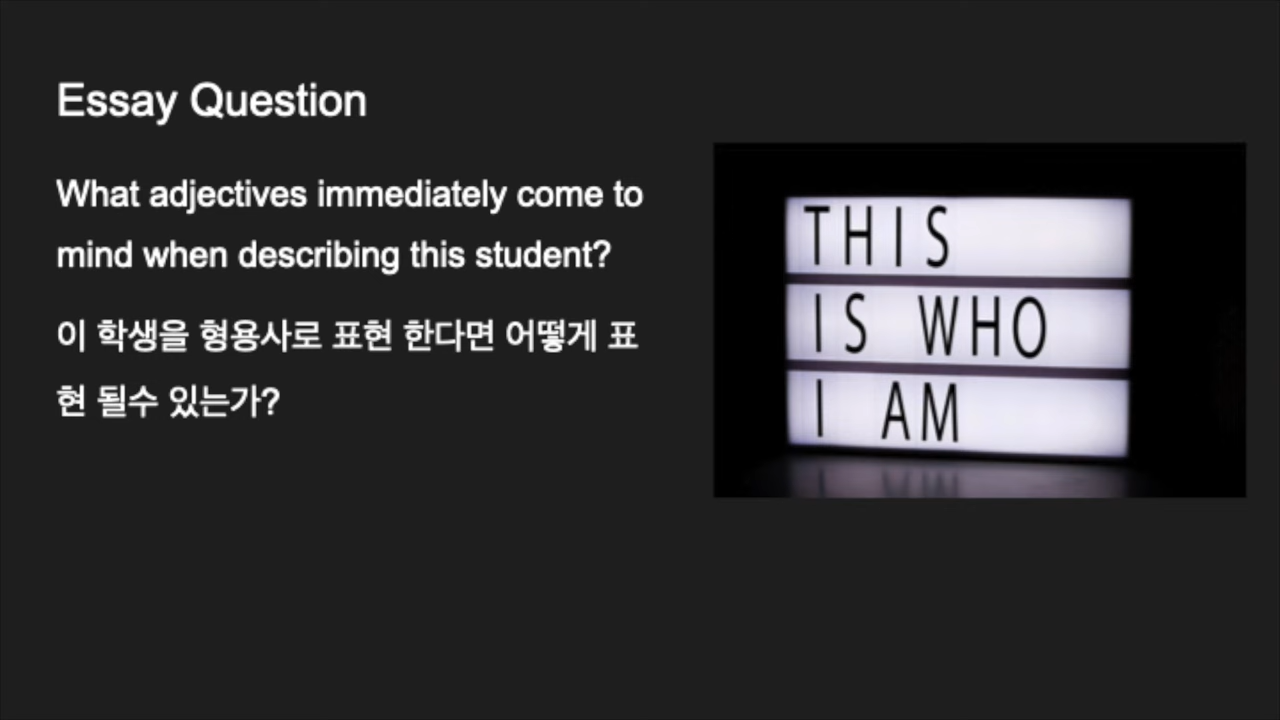 Essay Question
What adjectives immediately come to
mind when describing this student?
이 학생을 형용사로 표현 한다면 어떻게 표
현 될수 있는가?
THIS
IS WHO
I AM